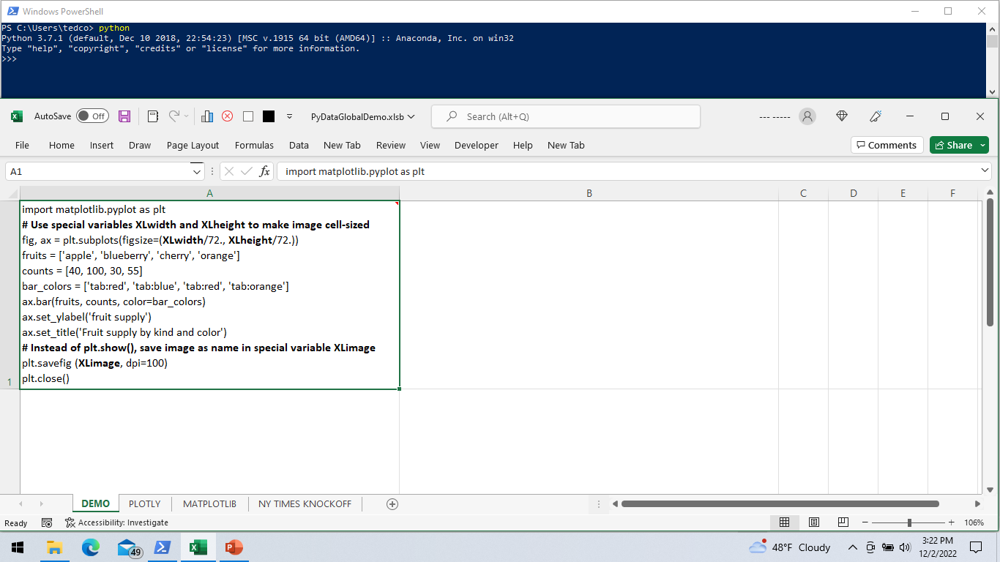 Windows PowerShell
PS C:\Users\tedco> python
Python 3.7.1 (default, Dec 10 2018, 22:54:23) [MSC v.1915 64 bit (AMD64)] :: Anaconda, Inc. on win32
Type "help", "copyright", "credits" or "license" for more information.
>>>
AutoSave Off PyDataGlobalDemo.xlsb Search (Alt+Q) --- -----
File Home Insert Draw Page Layout Formulas Data New Tab Review View Developer Help New Tab Comments Share
A1 fx import matplotlib.pyplot as plt
A B C D E F
import matplotlib.pyplot as plt
# Use special variables XLwidth and XLheight to make image cell-sized
fig, ax = plt.subplots(figsize=(XLwidth/72., XLheight/72.))
fruits = ['apple', 'blueberry', 'cherry', 'orange']
counts = [40, 100, 30, 55]
bar_colors = ['tab:red', 'tab:blue', 'tab:red', 'tab:orange']
ax.bar(fruits, counts, color=bar_colors)
ax.set_ylabel('fruit supply')
ax.set_title('Fruit supply by kind and color')
# Instead of plt.show(), save image as name in special variable XLimage
plt.savefig (XLimage, dpi=100)
plt.close()
1
DEMO PLOTLY MATPLOTLIB NY TIMES KNOCKOFF
Ready Accessibility: Investigate 106%
49 48°F Cloudy 3:22 PM
12/2/2022